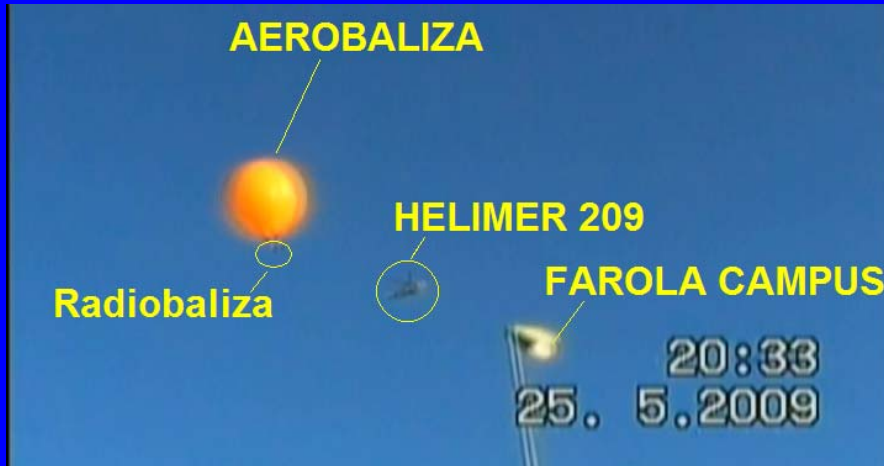 AEROBALIZA
HELIMER 209
FAROLA CAMPUS
Radiobaliza
20:33
25. 5.2009